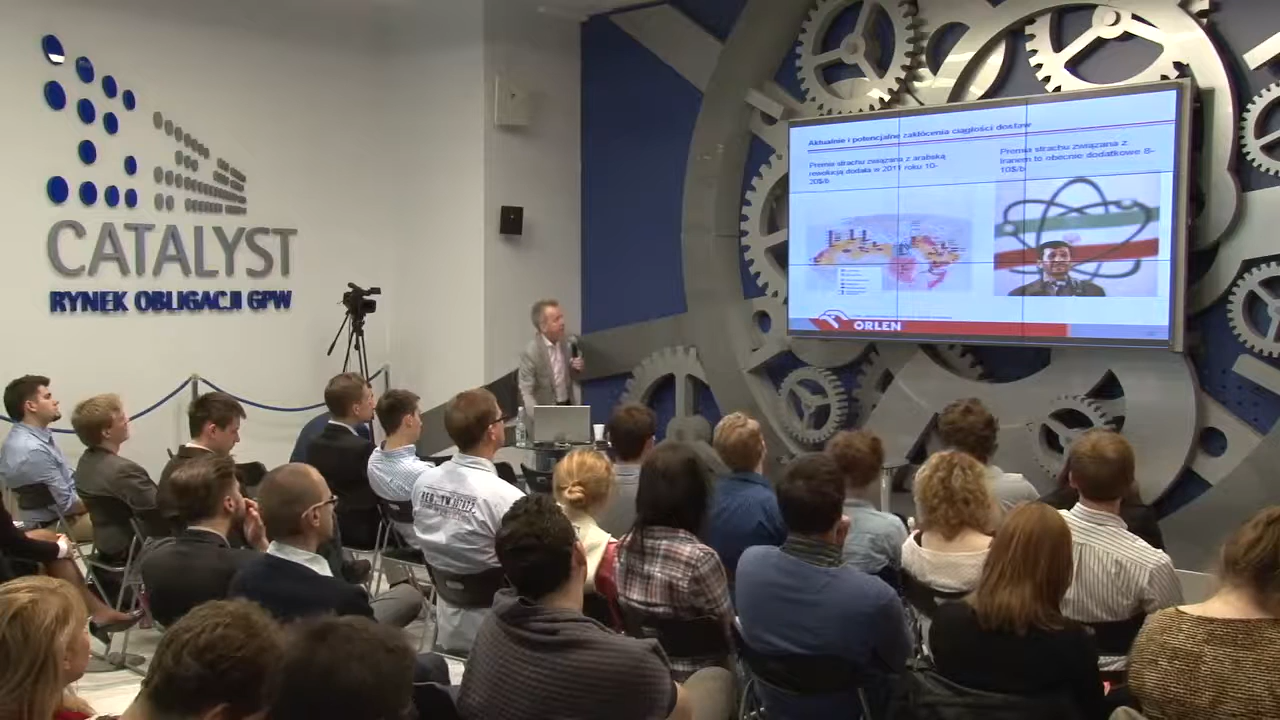 CATALYST
RYNEK OBLIGACJI GPW
Aktualnie i potencjalne zakłócenia ciągłości dostaw
Premia strachu związana z arabską
rewolucją dodała w 2011 roku 10-
20$/b
Premia strachu związana z
Iranem to obecnie dodatkowe 8-
10$/b
ORLEN